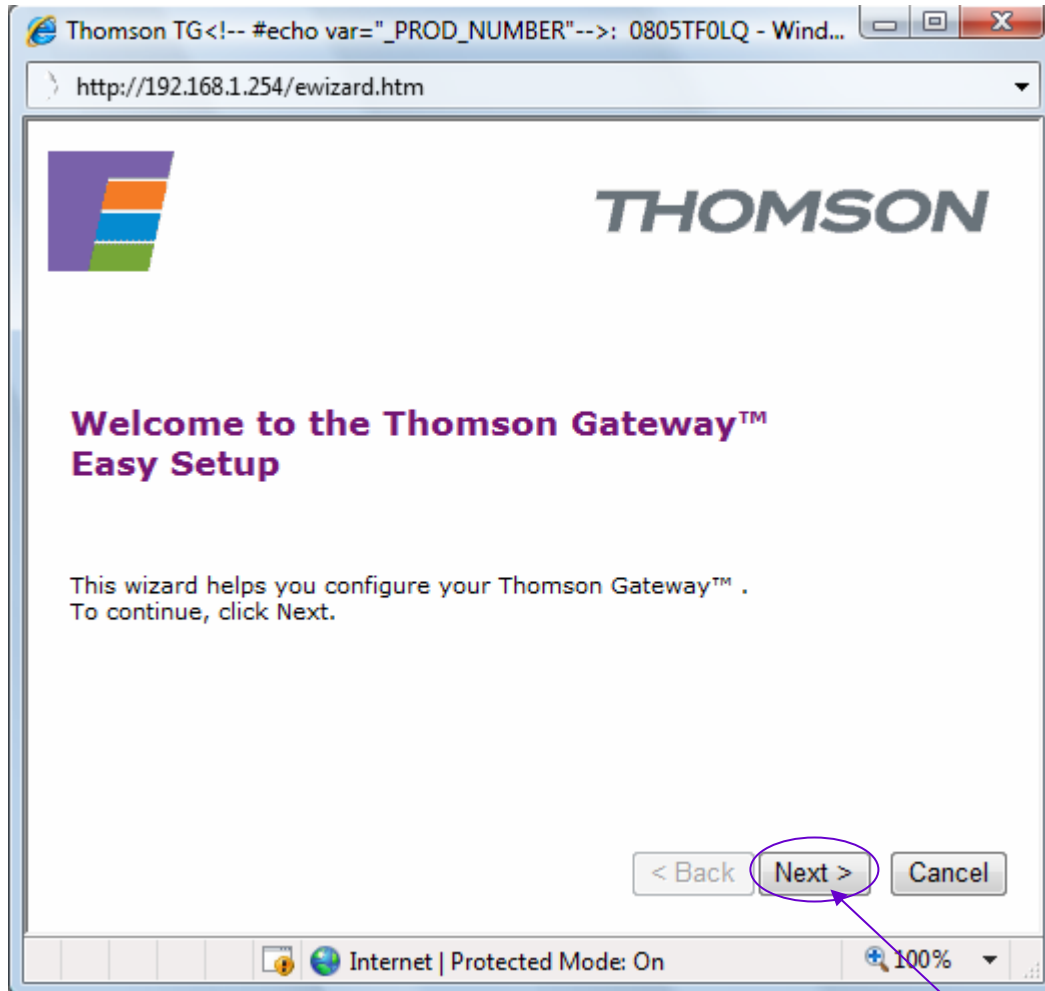 Thomson TG<!-- #echo var="_PROD_NUMBER"-->: 0805TF0LQ - Wind...
http://192.168.1.254/ewizard.htm
THOMSON
Welcome to the Thomson Gateway™
Easy Setup
This wizard helps you configure your Thomson Gateway™ .
To continue, click Next.
< Back Next > Cancel
Internet | Protected Mode: On 100%